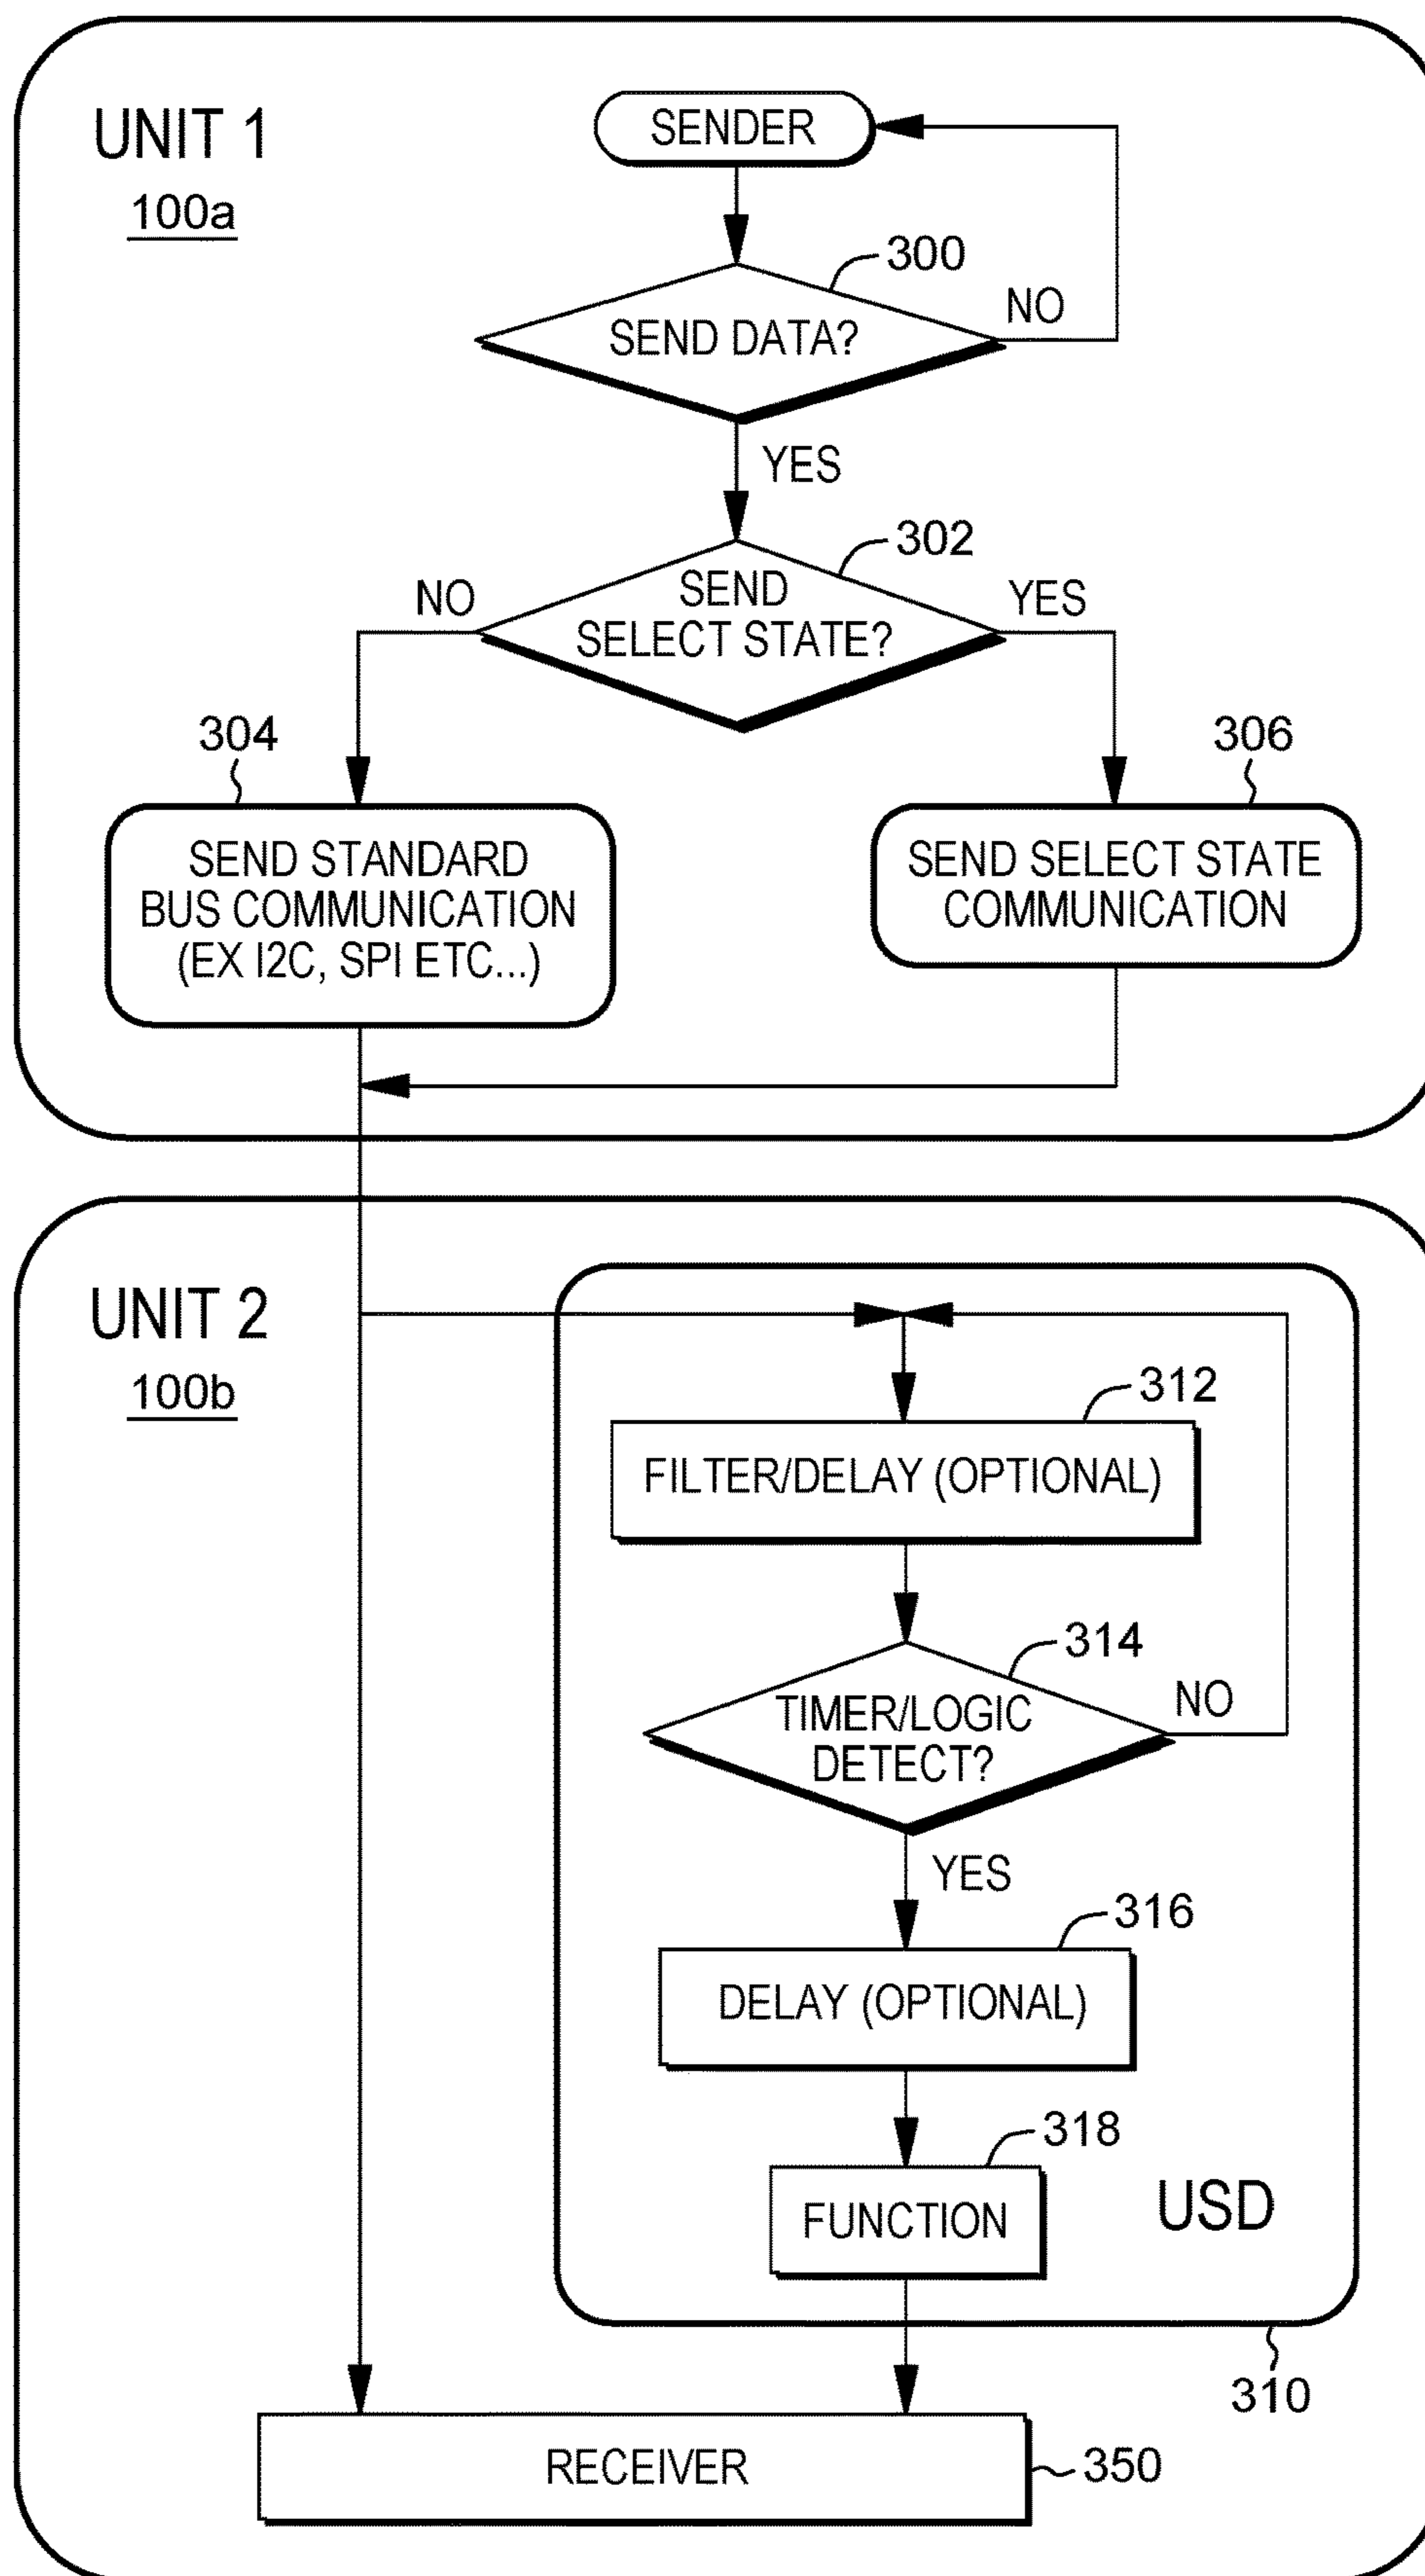 UNIT 1
100a
SENDER
300
SEND DATA?
NO
YES
302
SEND
SELECT STATE?
NO
YES
304
306
SEND STANDARD
BUS COMMUNICATION
(EX I2C, SPI ETC...)
SEND SELECT STATE
COMMUNICATION
UNIT 2
100b
312
FILTER/DELAY (OPTIONAL)
314
TIMER/LOGIC
DETECT?
NO
YES
316
DELAY (OPTIONAL)
318
FUNCTION
USD
310
RECEIVER
350